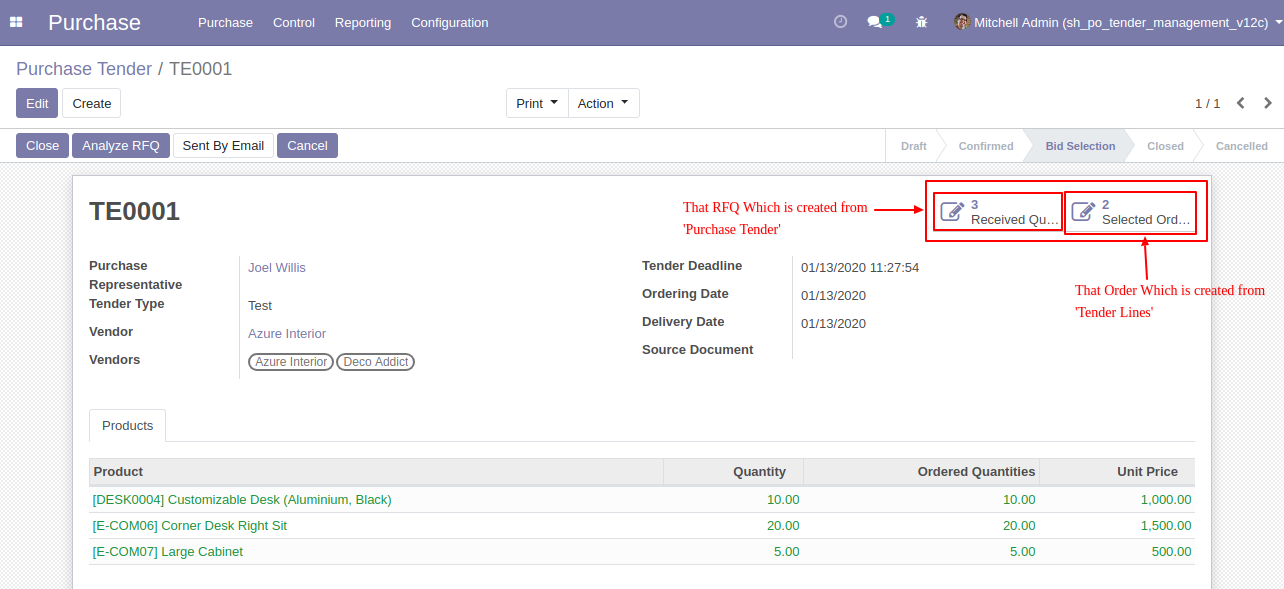 Purchase Purchase Control Reporting Configuration 1 Mitchell Admin (sh_po_tender_management_v12c)
Purchase Tender / TE0001
Edit Create Print Action 1 / 1
Close Analyze RFQ Sent By Email Cancel Draft Confirmed Bid Selection Closed Cancelled
TE0001
That RFQ Which is created from
'Purchase Tender'
3
Received Qu...
2
Selected Ord...
That Order Which is created from
'Tender Lines'
Purchase
Representative Joel Willis
Tender Type Test
Vendor Azure Interior
Vendors Azure Interior Deco Addict
Tender Deadline 01/13/2020 11:27:54
Ordering Date 01/13/2020
Delivery Date 01/13/2020
Source Document
Products
Product Quantity Ordered Quantities Unit Price
[DESK0004] Customizable Desk (Aluminium, Black) 10.00 10.00 1,000.00
[E-COM06] Corner Desk Right Sit 20.00 20.00 1,500.00
[E-COM07] Large Cabinet 5.00 5.00 500.00